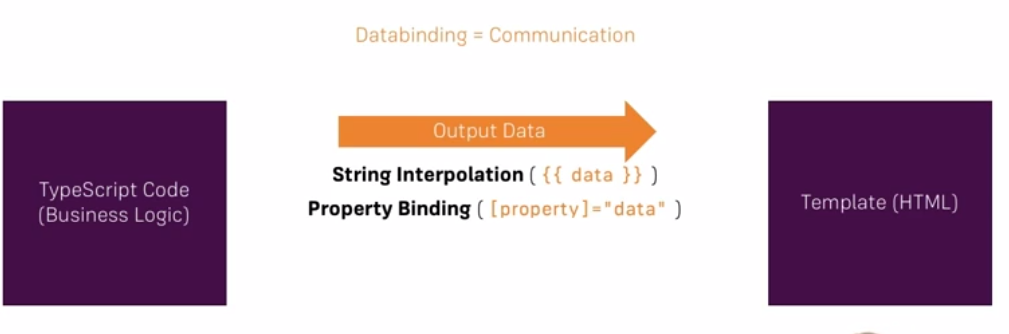 Databinding = Communication
Output Data
TypeScript Code
(Business Logic)
String Interpolation ( {{ data }} )
Property Binding ( [property]="data" )
Template (HTML)